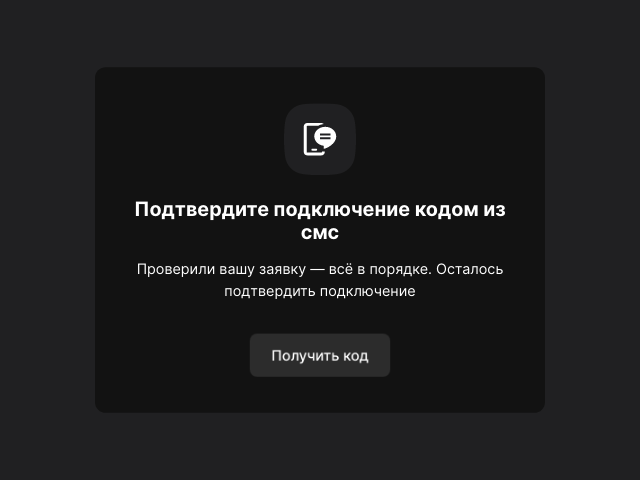 Подтвердите подключение кодом из
смс
Проверили вашу заявку — всё в порядке. Осталось
подтвердить подключение
Получить код